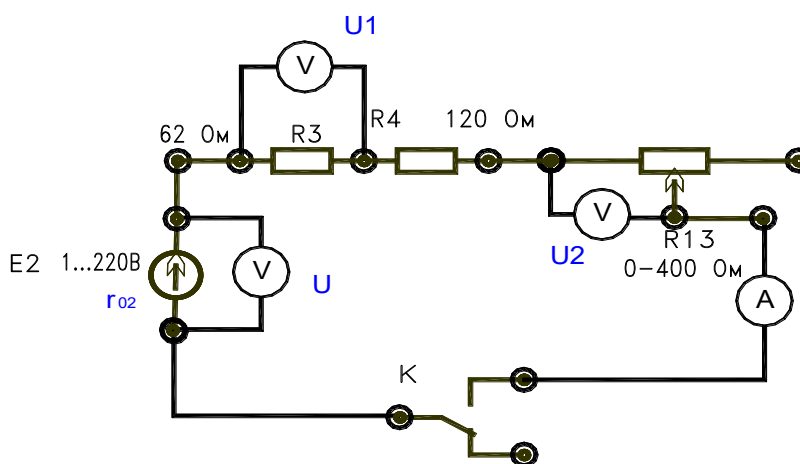 U1
V
62 Ом R3 R4 120 Ом
V
R13
U2
0-400 Ом
E2 1...220В
V
U
r02
A
K